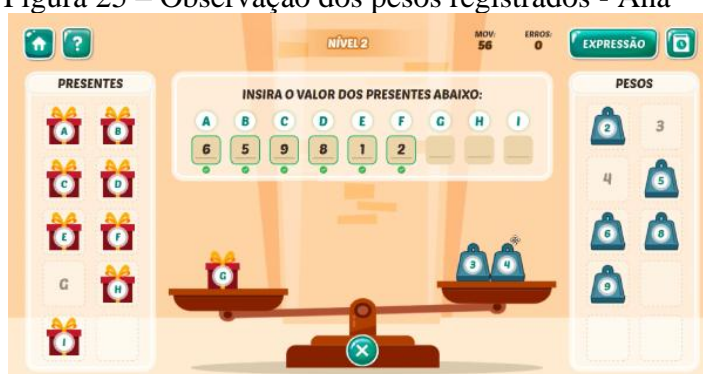 Figura 25 – Observação dos pesos registrados - Ana
NÍVEL 2
MOV:
56
ERROS:
0
EXPRESSÃO
PRESENTES
A B
C D
E F
G H
I
INSIRA O VALOR DOS PRESENTES ABAIXO:
A B C D E F G H I
6 5 9 8 1 2
G
3 4
PESOS
2 3
4 5
6 8
9